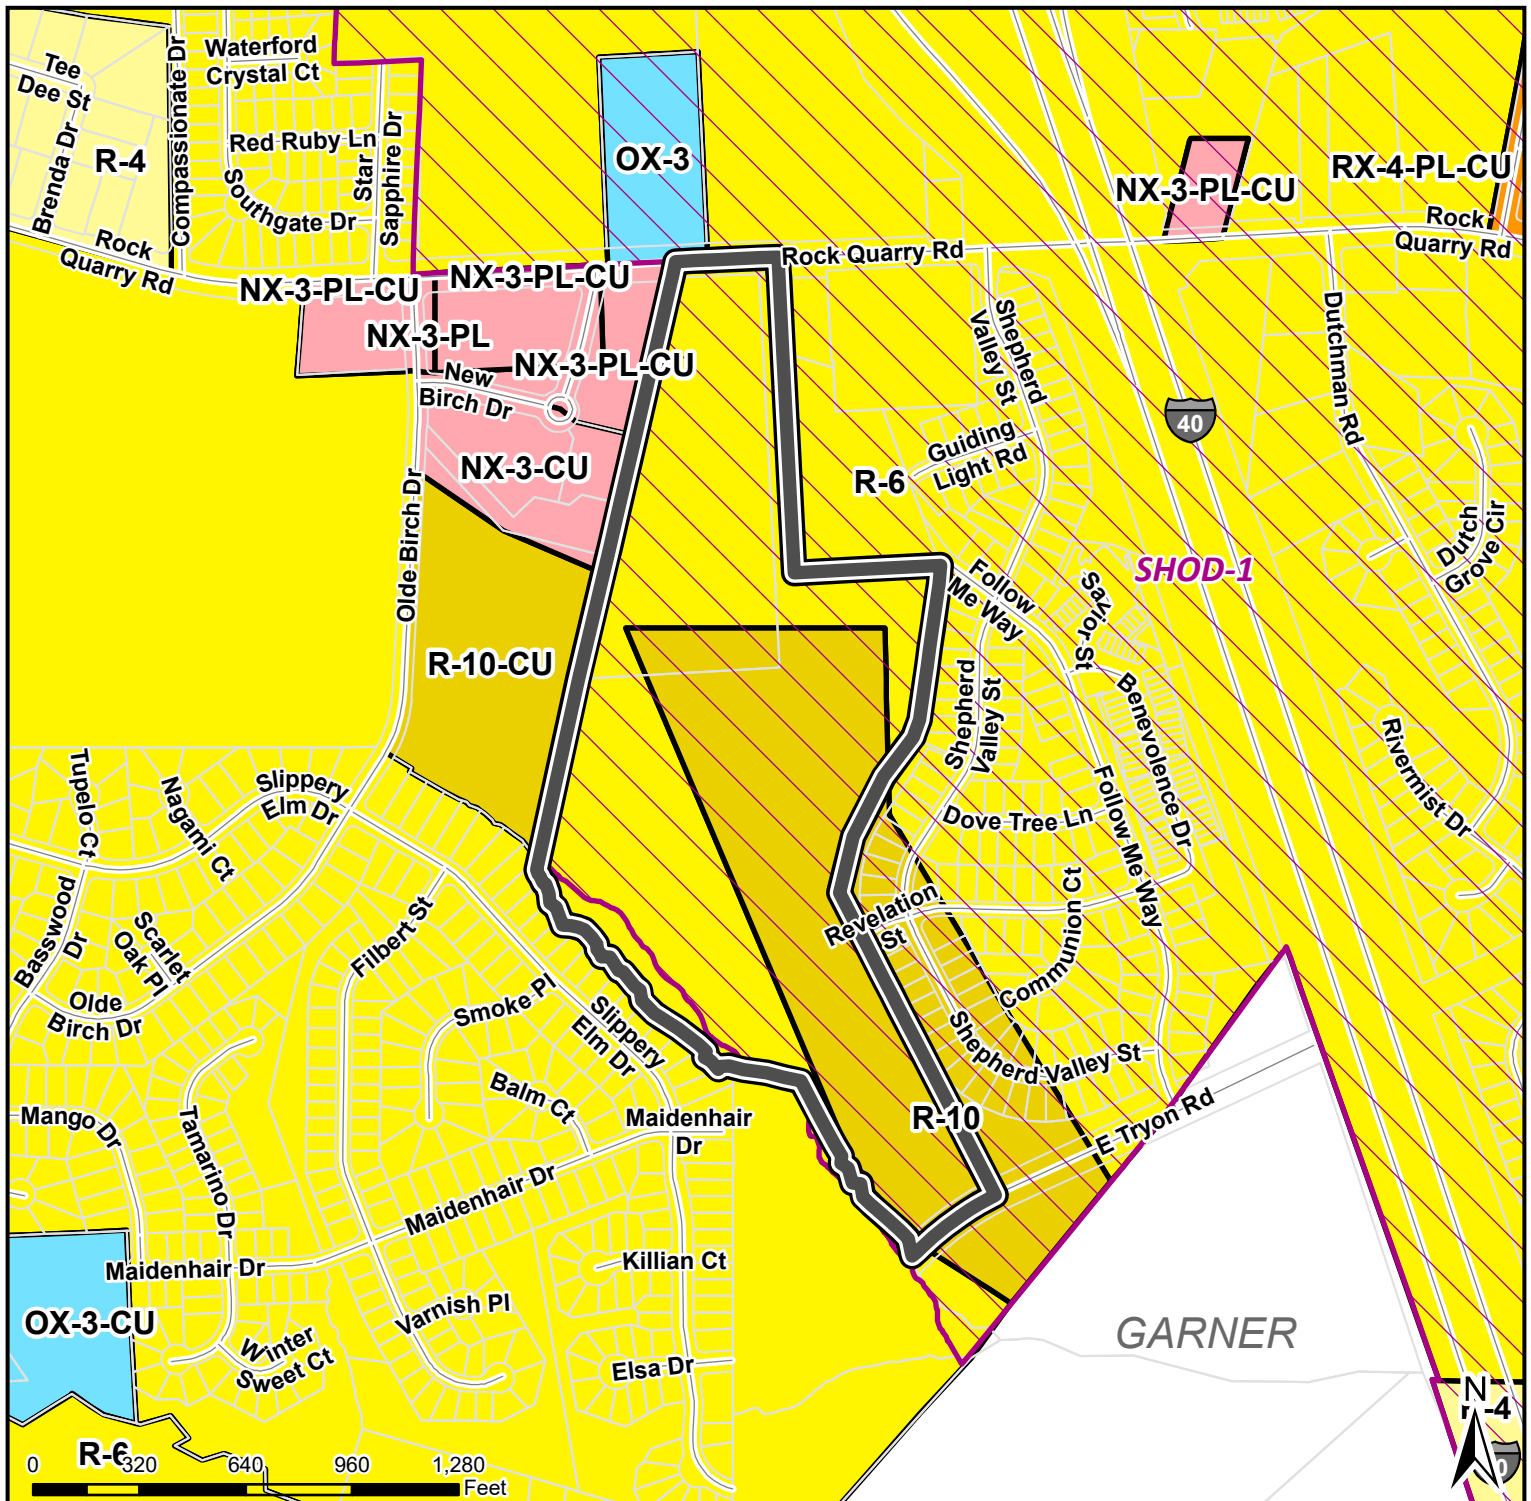 Waterford
Crystal Ct
Tee
Dee St
Brenda Dr
R-4
Compassionate Dr
Red Ruby Ln
Star
Sapphire Dr
Southgate Dr
Rock
Quarry Rd
OX-3
NX-3-PL-CU
RX-4-PL-CU
Rock
Quarry Rd
Rock Quarry Rd
NX-3-PL-CU
NX-3-PL-CU
NX-3-PL
NX-3-PL-CU
New
Birch Dr
NX-3-CU
Olde Birch Dr
R-10-CU
Shepherd
Valley St
Guiding
Light Rd
R-6
40
Dutchman Rd
Dutch
Grove Cir
SHOD-1
Follow
Me Way
Savior St
Shepherd
Valley St
Benevolence Dr
Follow Me Way
Rivermist Dr
Dove Tree Ln
Tupelo Ct
Nagami Ct
Slippery
Elm Dr
Basswood
Dr
Scarlet
Oak Pl
Olde
Birch Dr
Filbert St
Smoke Pl
Slippery
Elm Dr
Revelation
St
Communion Ct
Shepherd Valley St
Balm Ct
Maidenhair
Dr
R-10
E Tryon Rd
Mango Dr
Tamarino Dr
Maidenhair Dr
Maidenhair Dr
Killian Ct
OX-3-CU
Varnish Pl
Winter
Sweet Ct
Elsa Dr
GARNER
N
-4
R-6
0 320 640 960 1,280
Feet